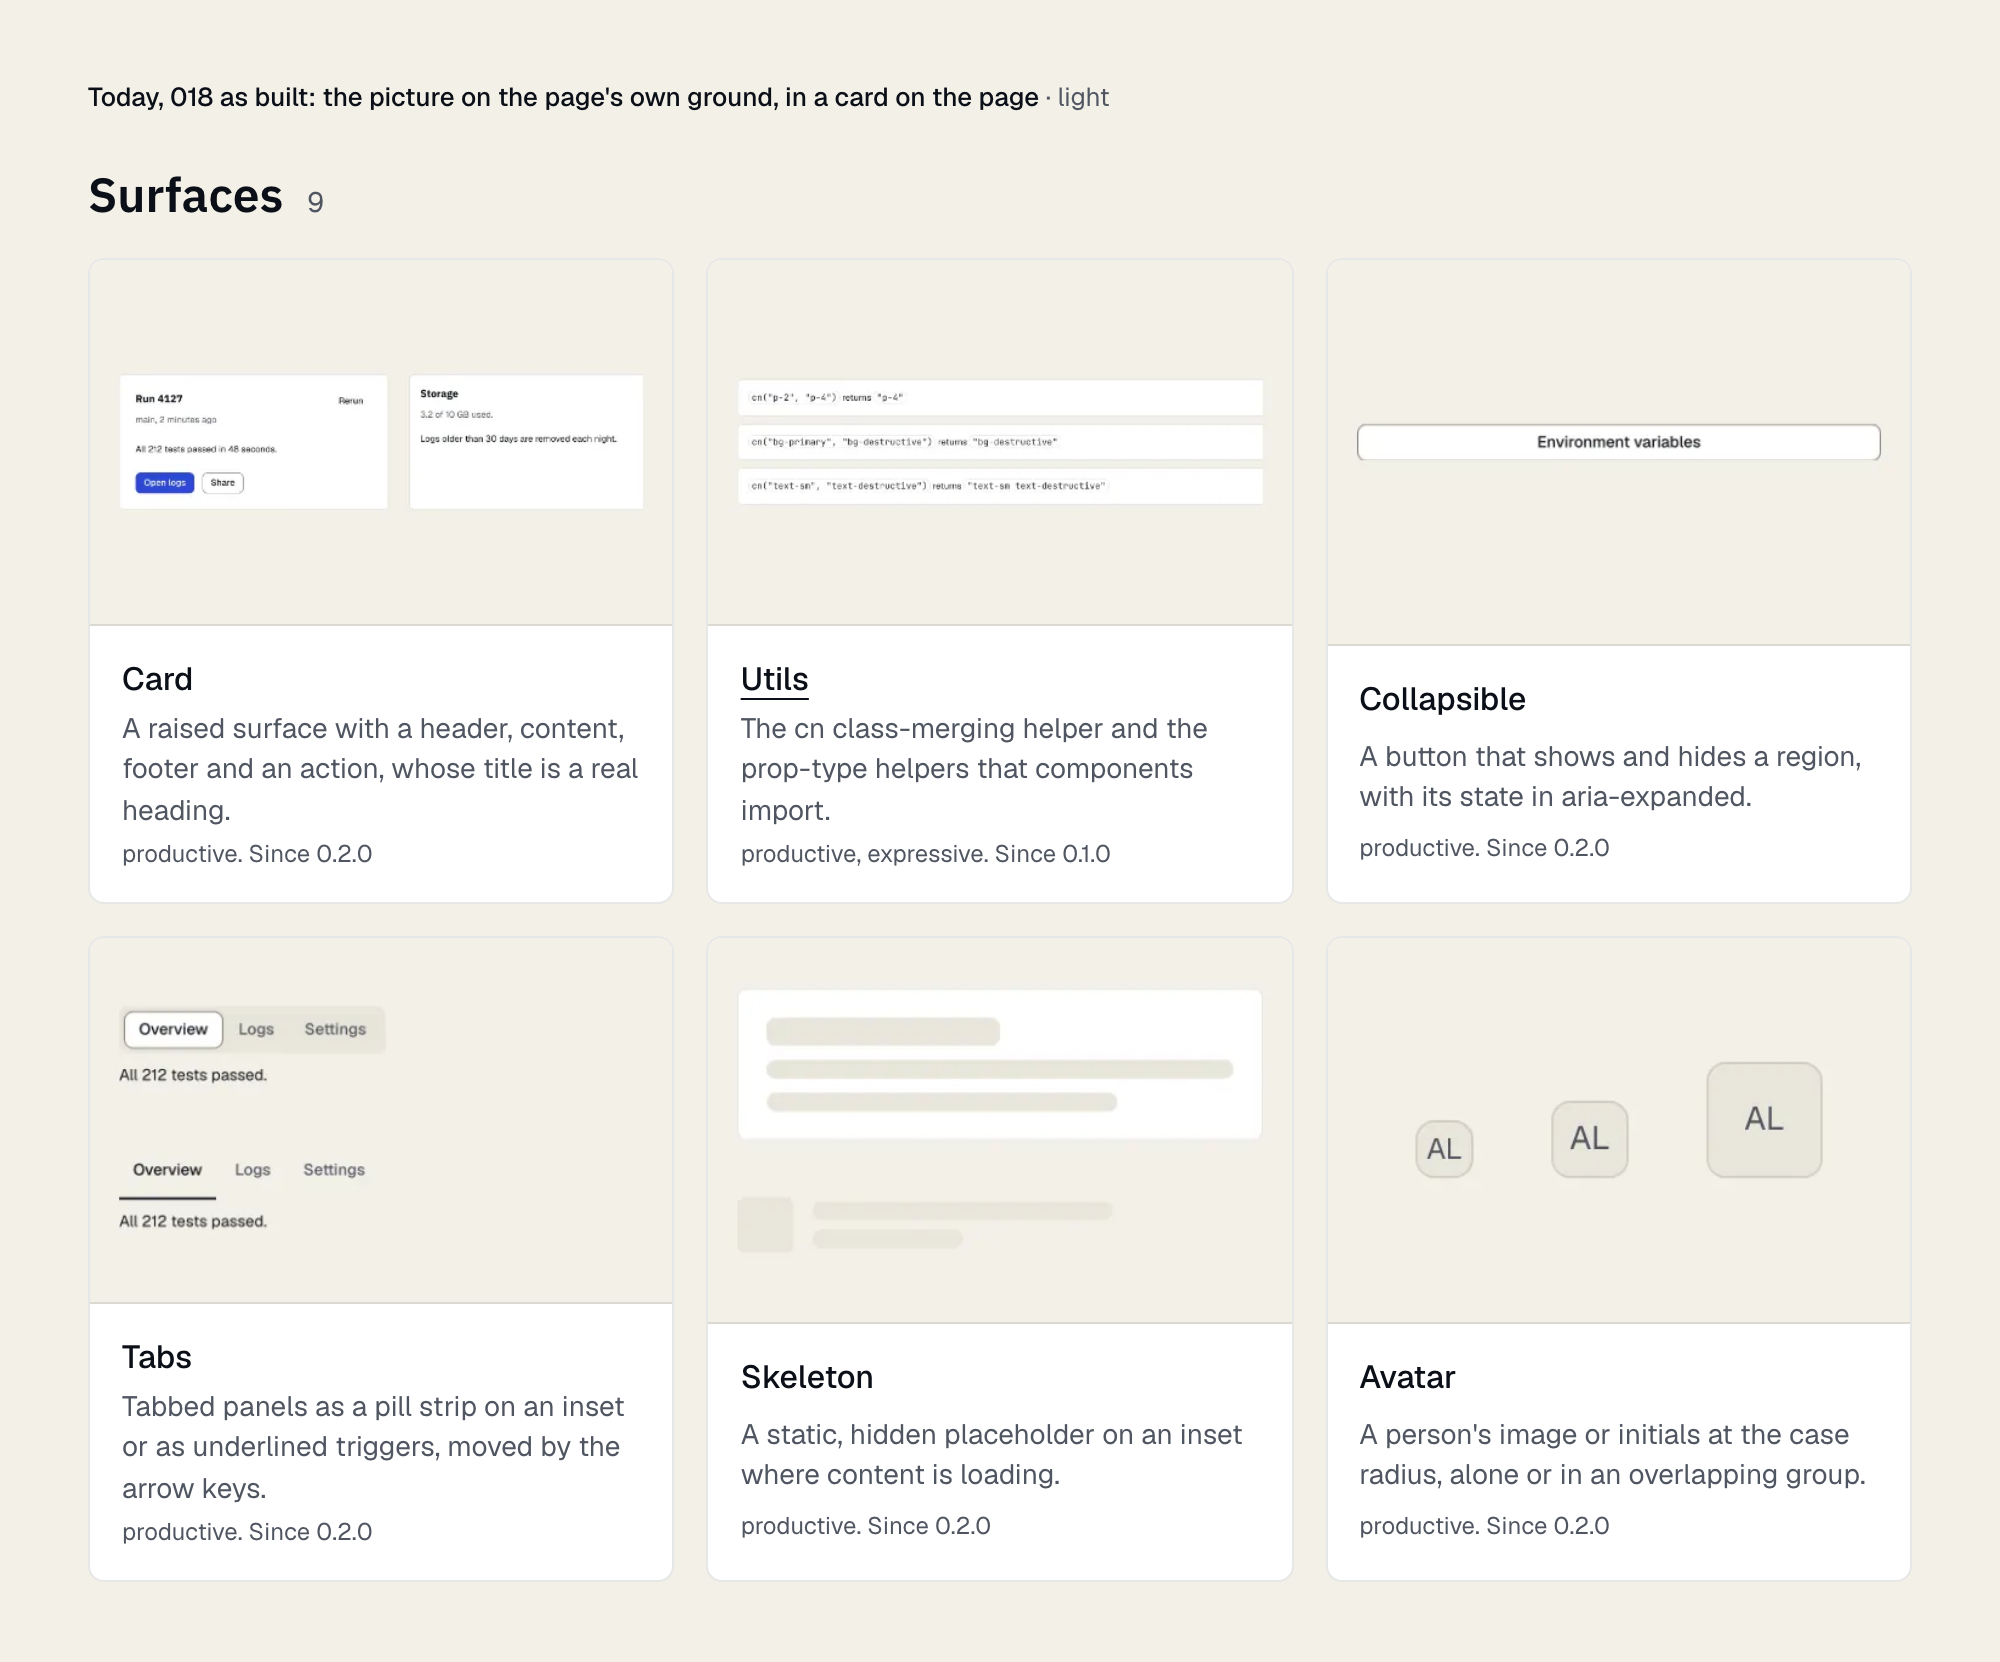 Today, 018 as built: the picture on the page's own ground, in a card on the page · light
Surfaces 9
Run 4127
Rerun
main, 2 minutes ago
All 212 tests passed in 48 seconds.
Open logs
Share
Storage
3.2 of 10 GB used.
Logs older than 30 days are removed each night.
Card
A raised surface with a header, content,
footer and an action, whose title is a real
heading.
productive. Since 0.2.0
cn("p-2", "p-4") returns "p-4"
cn("bg-primary", "bg-destructive") returns "bg-destructive"
cn("text-sm", "text-destructive") returns "text-sm text-destructive"
Utils
The cn class-merging helper and the
prop-type helpers that components
import.
productive, expressive. Since 0.1.0
Environment variables
Collapsible
A button that shows and hides a region,
with its state in aria-expanded.
productive. Since 0.2.0
Overview Logs Settings
All 212 tests passed.
Overview Logs Settings
All 212 tests passed.
Tabs
Tabbed panels as a pill strip on an inset
or as underlined triggers, moved by the
arrow keys.
productive. Since 0.2.0
Skeleton
A static, hidden placeholder on an inset
where content is loading.
productive. Since 0.2.0
AL AL AL
Avatar
A person's image or initials at the case
radius, alone or in an overlapping group.
productive. Since 0.2.0